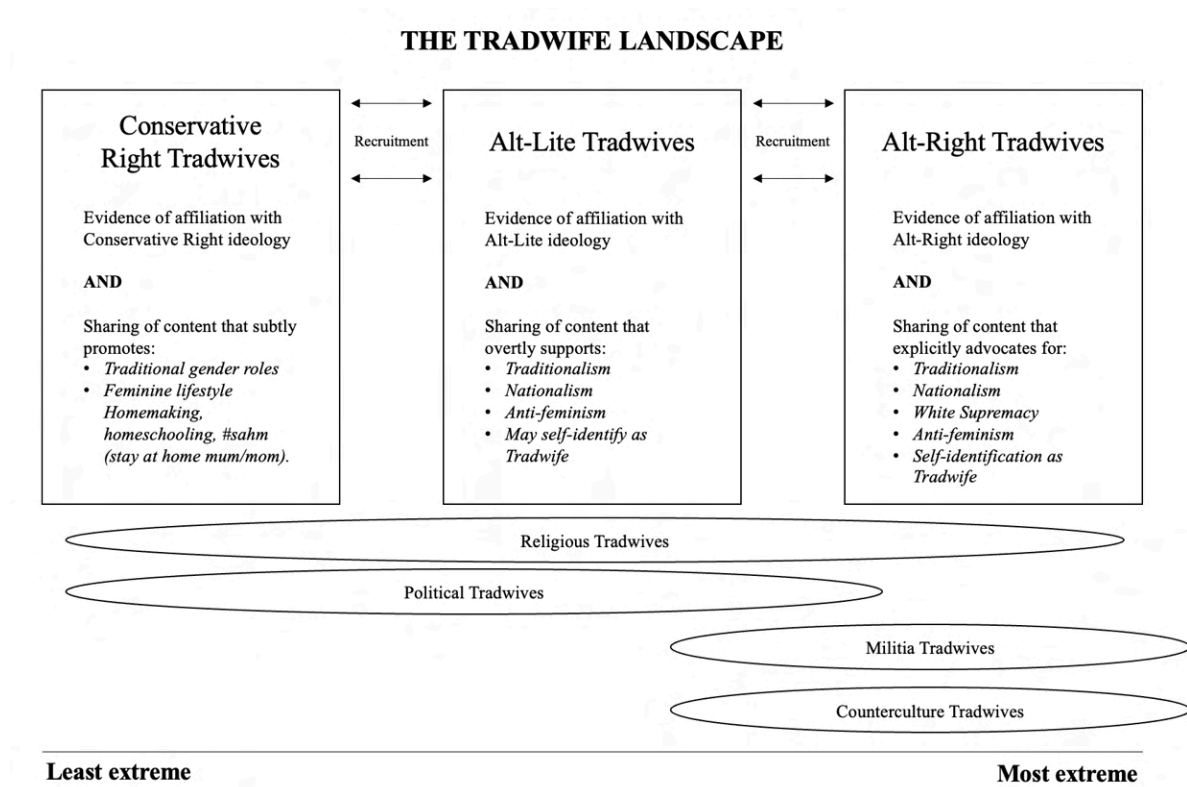 THE TRADWIFE LANDSCAPE
Conservative
Right Tradwives
Evidence of affiliation with
Conservative Right ideology
AND
Sharing of content that subtly
promotes:
• Traditional gender roles
• Feminine lifestyle
Homemaking,
homeschooling, #sahm
(stay at home mum/mom).
Recruitment
Alt-Lite Tradwives
Evidence of affiliation with
Alt-Lite ideology
AND
Sharing of content that
overtly supports:
• Traditionalism
• Nationalism
• Anti-feminism
• May self-identify as
Tradwife
Recruitment
Alt-Right Tradwives
Evidence of affiliation with
Alt-Right ideology
AND
Sharing of content that
explicitly advocates for:
• Traditionalism
• Nationalism
• White Supremacy
• Anti-feminism
• Self-identification as
Tradwife
Religious Tradwives
Political Tradwives
Militia Tradwives
Counterculture Tradwives
Least extreme
Most extreme